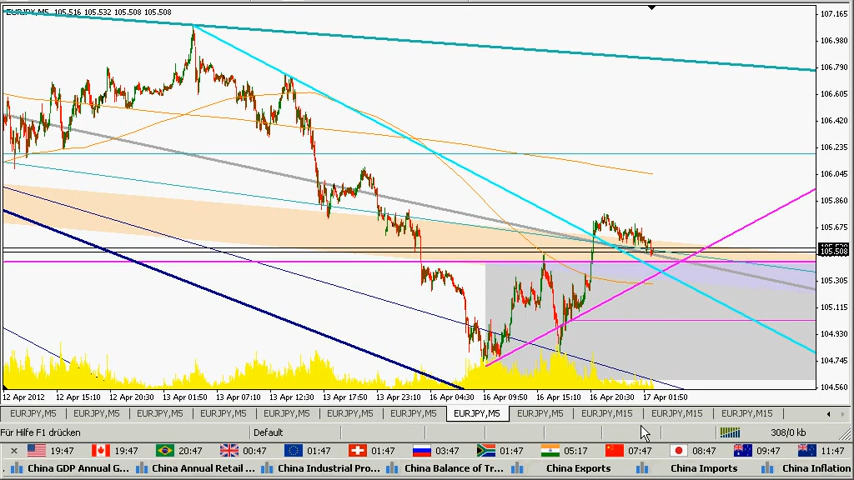 EURJPY,M5 105.516 105.532 105.508 105.508
107.165
106.980
106.790
106.605
106.420
106.235
106.045
105.860
105.675
105.508
105.305
105.115
104.930
104.745
104.560
12 Apr 2012 12 Apr 15:10 12 Apr 20:30 13 Apr 01:50 13 Apr 07:10 13 Apr 12:30 13 Apr 17:50 13 Apr 23:10 16 Apr 04:30 16 Apr 09:50 16 Apr 15:10 16 Apr 20:30 17 Apr 01:50
EURJPY,M5 EURJPY,M5 EURJPY,M5 EURJPY,M5 EURJPY,M5 EURJPY,M5 EURJPY,M5 EURJPY,M5 EURJPY,M5 EURJPY,M15 EURJPY,M15 EURJPY,M15
Für Hilfe F1 drücken Default 308/0 kb
19:47 19:47 20:47 00:47 01:47 01:47 03:47 01:47 05:17 07:47 08:47 09:47 11:47
China GDP Annual G... China Annual Retail ... China Industrial Pro... China Balance of Tr... China Exports China Imports China Inflation